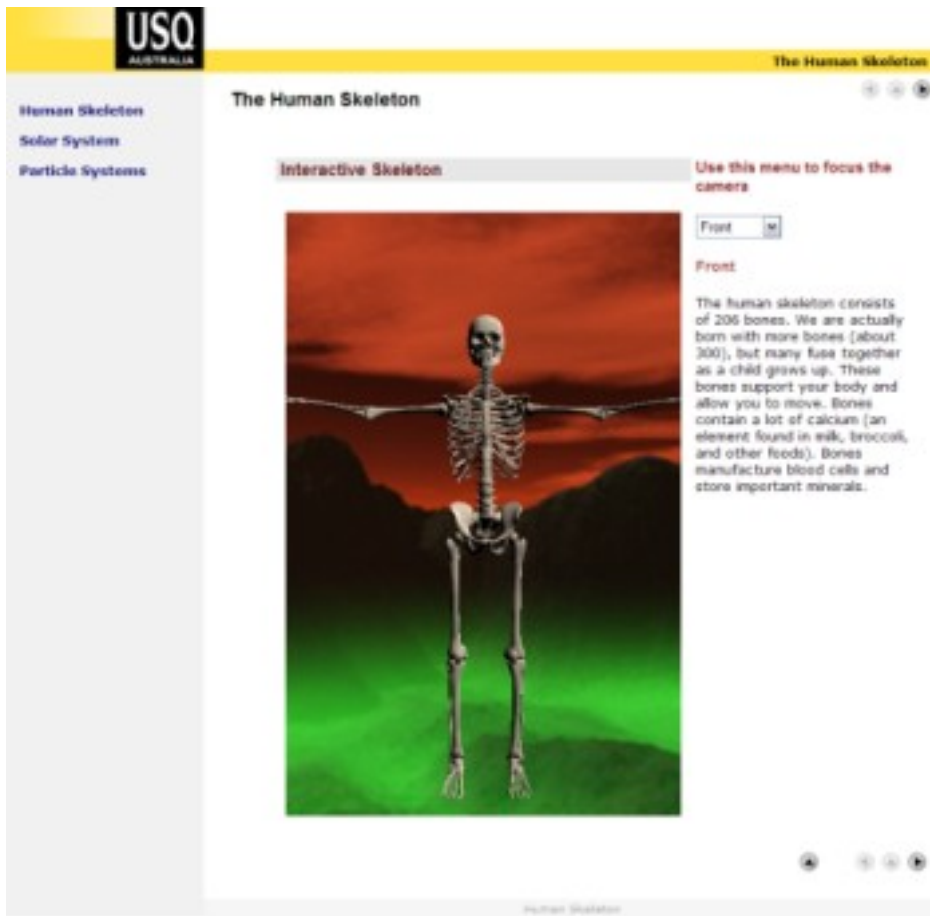 USQ
AUSTRALIA
The Human Skeleton
Human Skeleton
Solar System
Particle Systems
The Human Skeleton
Interactive Skeleton
Use this menu to focus the
camera
Front
Front
The human skeleton consists
of 206 bones. We are actually
born with more bones (about
300), but many fuse together
as a child grows up. These
bones support your body and
allow you to move. Bones
contain a lot of calcium (an
element found in milk, broccoli,
and other foods). Bones
manufacture blood cells and
store important minerals.
Human Skeleton